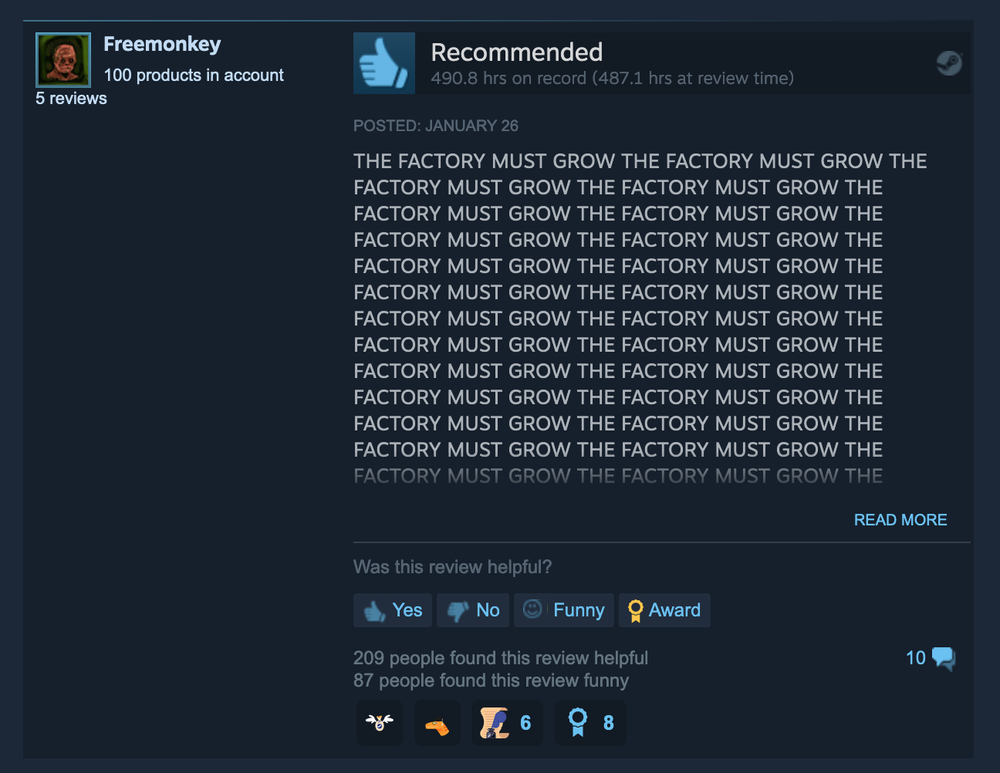 Freemonkey
100 products in account
5 reviews
Recommended
490.8 hrs on record (487.1 hrs at review time)
POSTED: JANUARY 26
THE FACTORY MUST GROW THE FACTORY MUST GROW THE
FACTORY MUST GROW THE FACTORY MUST GROW THE
FACTORY MUST GROW THE FACTORY MUST GROW THE
FACTORY MUST GROW THE FACTORY MUST GROW THE
FACTORY MUST GROW THE FACTORY MUST GROW THE
FACTORY MUST GROW THE FACTORY MUST GROW THE
FACTORY MUST GROW THE FACTORY MUST GROW THE
FACTORY MUST GROW THE FACTORY MUST GROW THE
FACTORY MUST GROW THE FACTORY MUST GROW THE
FACTORY MUST GROW THE FACTORY MUST GROW THE
FACTORY MUST GROW THE FACTORY MUST GROW THE
FACTORY MUST GROW THE FACTORY MUST GROW THE
FACTORY MUST GROW THE FACTORY MUST GROW THE
READ MORE
Was this review helpful?
Yes No Funny Award
209 people found this review helpful
87 people found this review funny
10
6 8